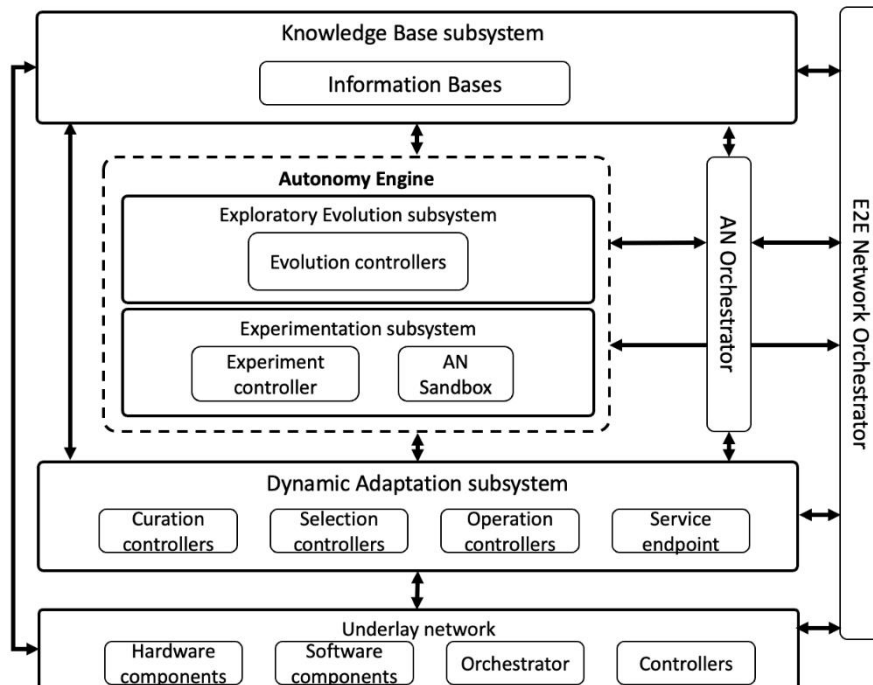 Knowledge Base subsystem
Information Bases
Autonomy Engine
Exploratory Evolution subsystem
Evolution controllers
Experimentation subsystem
Experiment
controller
AN
Sandbox
AN Orchestrator
E2E Network Orchestrator
Dynamic Adaptation subsystem
Curation
controllers
Selection
controllers
Operation
controllers
Service
endpoint
Underlay network
Hardware
components
Software
components
Orchestrator
Controllers